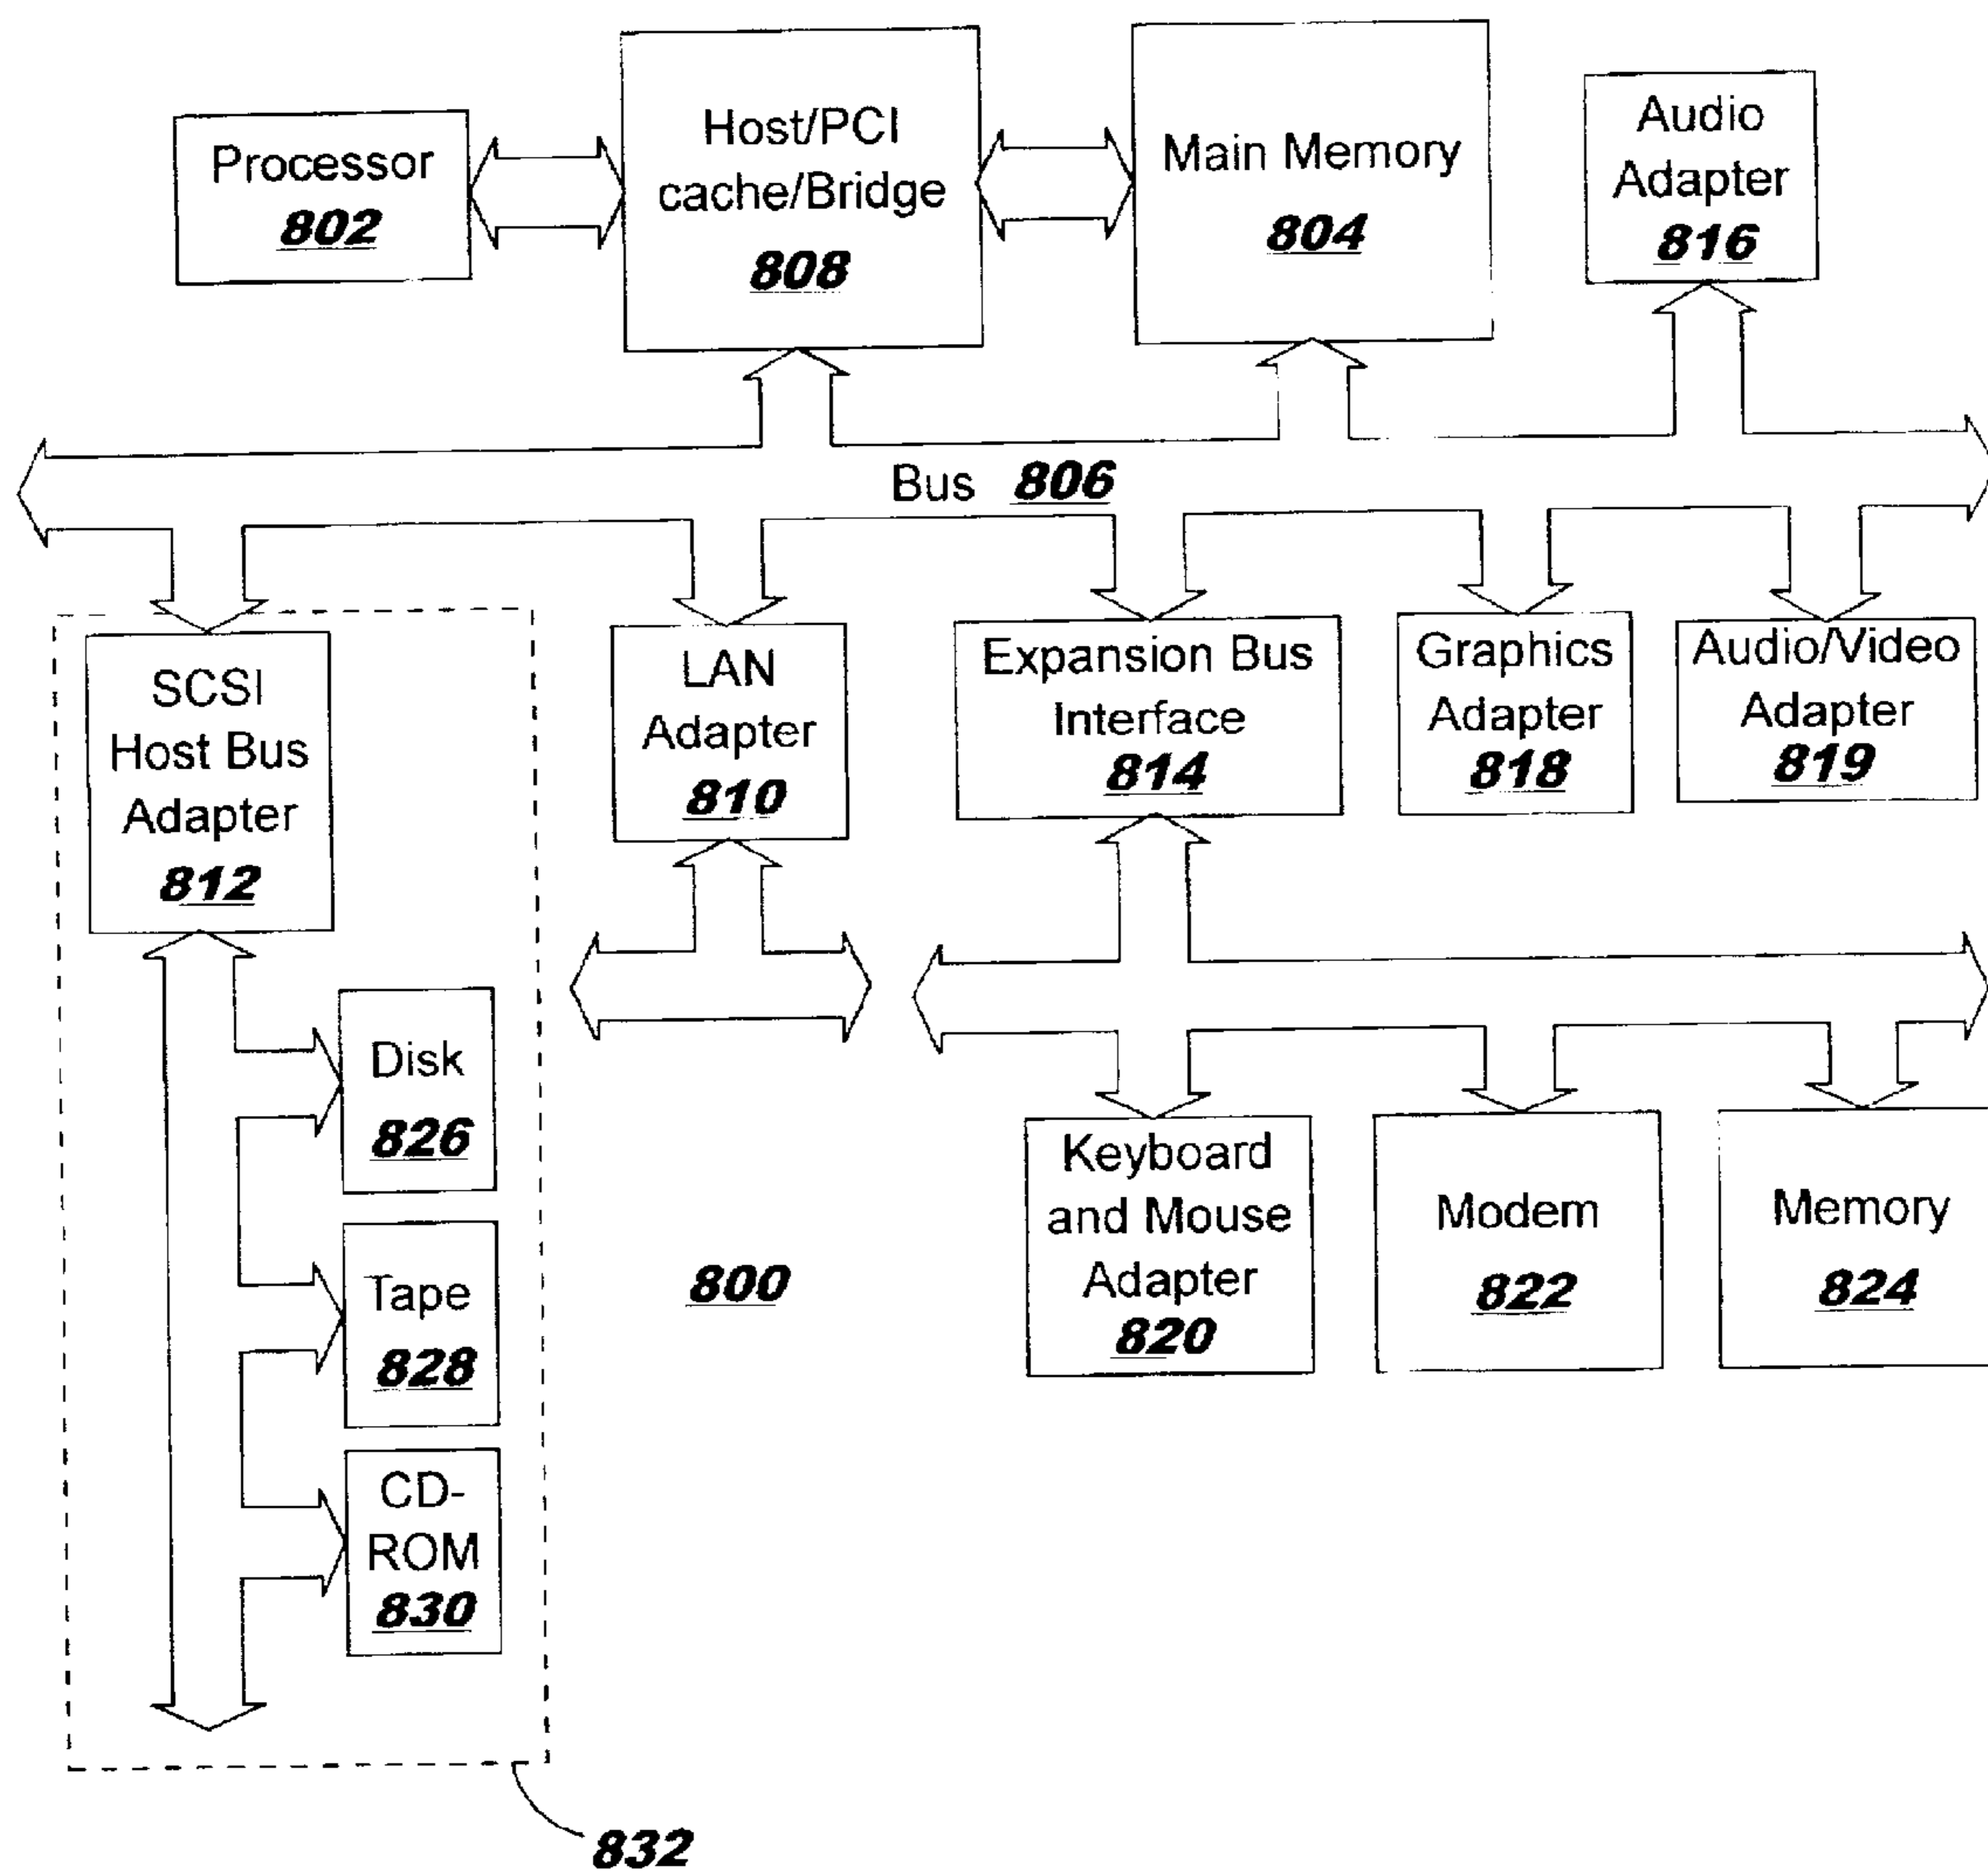 Processor
802
Host/PCI
cache/Bridge
808
Main Memory
804
Audio
Adapter
816
Bus 806
SCSI
Host Bus
Adapter
812
LAN
Adapter
810
Expansion Bus
Interface
814
Graphics
Adapter
818
Audio/Video
Adapter
819
Disk
826
Tape
828
CD-
ROM
830
800
Keyboard
and Mouse
Adapter
820
Modem
822
Memory
824
832